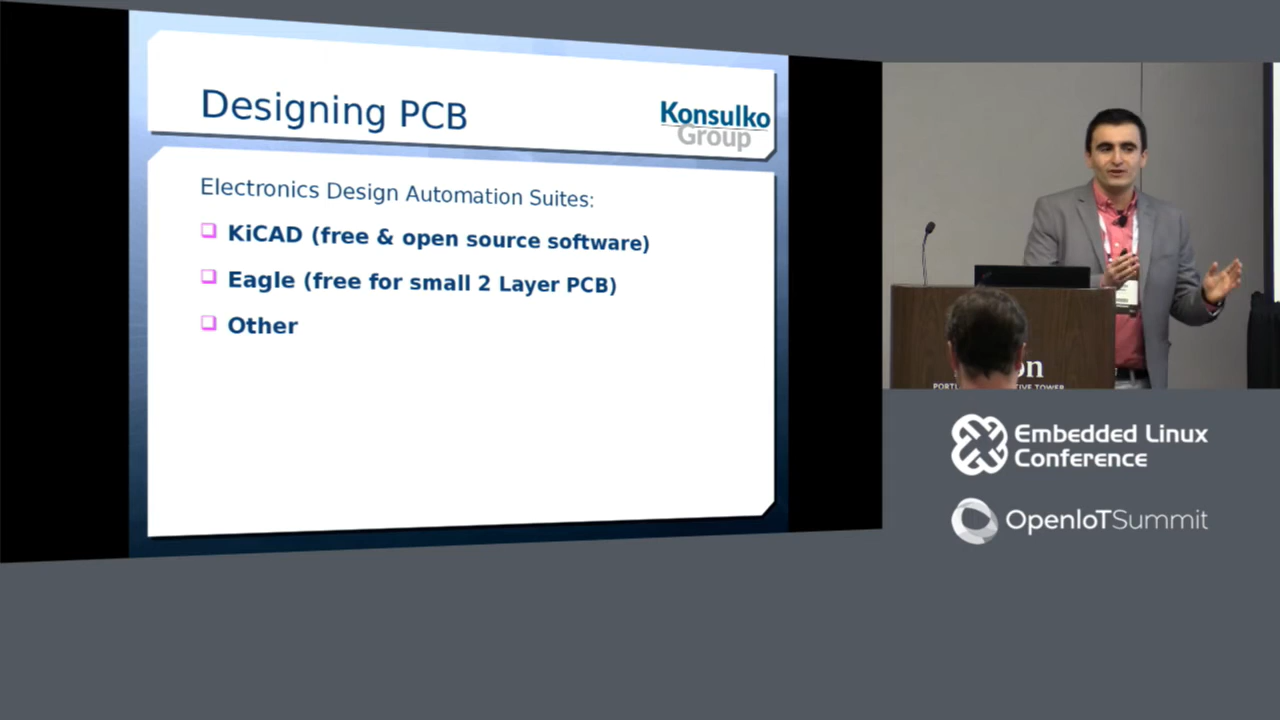 Designing PCB
Konsulko
Group
Electronics Design Automation Suites:
KiCAD (free & open source software)
Eagle (free for small 2 Layer PCB)
Other
Embedded Linux
Conference
OpenIoTSummit